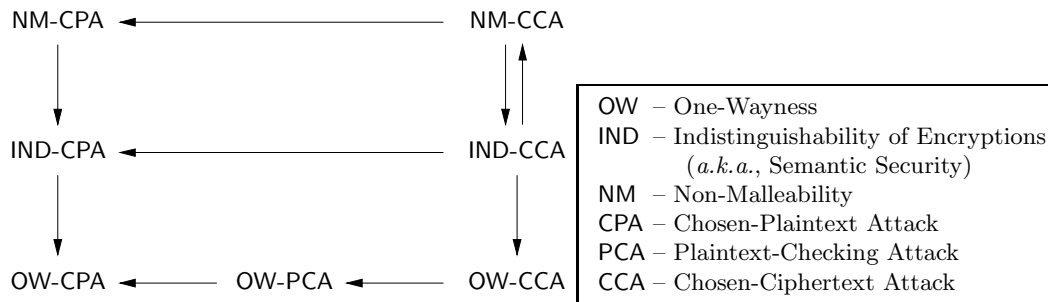 NM-CPA NM-CCA
IND-CPA IND-CCA
OW-CPA OW-PCA OW-CCA
OW – One-Wayness
IND – Indistinguishability of Encryptions
(a.k.a., Semantic Security)
NM – Non-Malleability
CPA – Chosen-Plaintext Attack
PCA – Plaintext-Checking Attack
CCA – Chosen-Ciphertext Attack